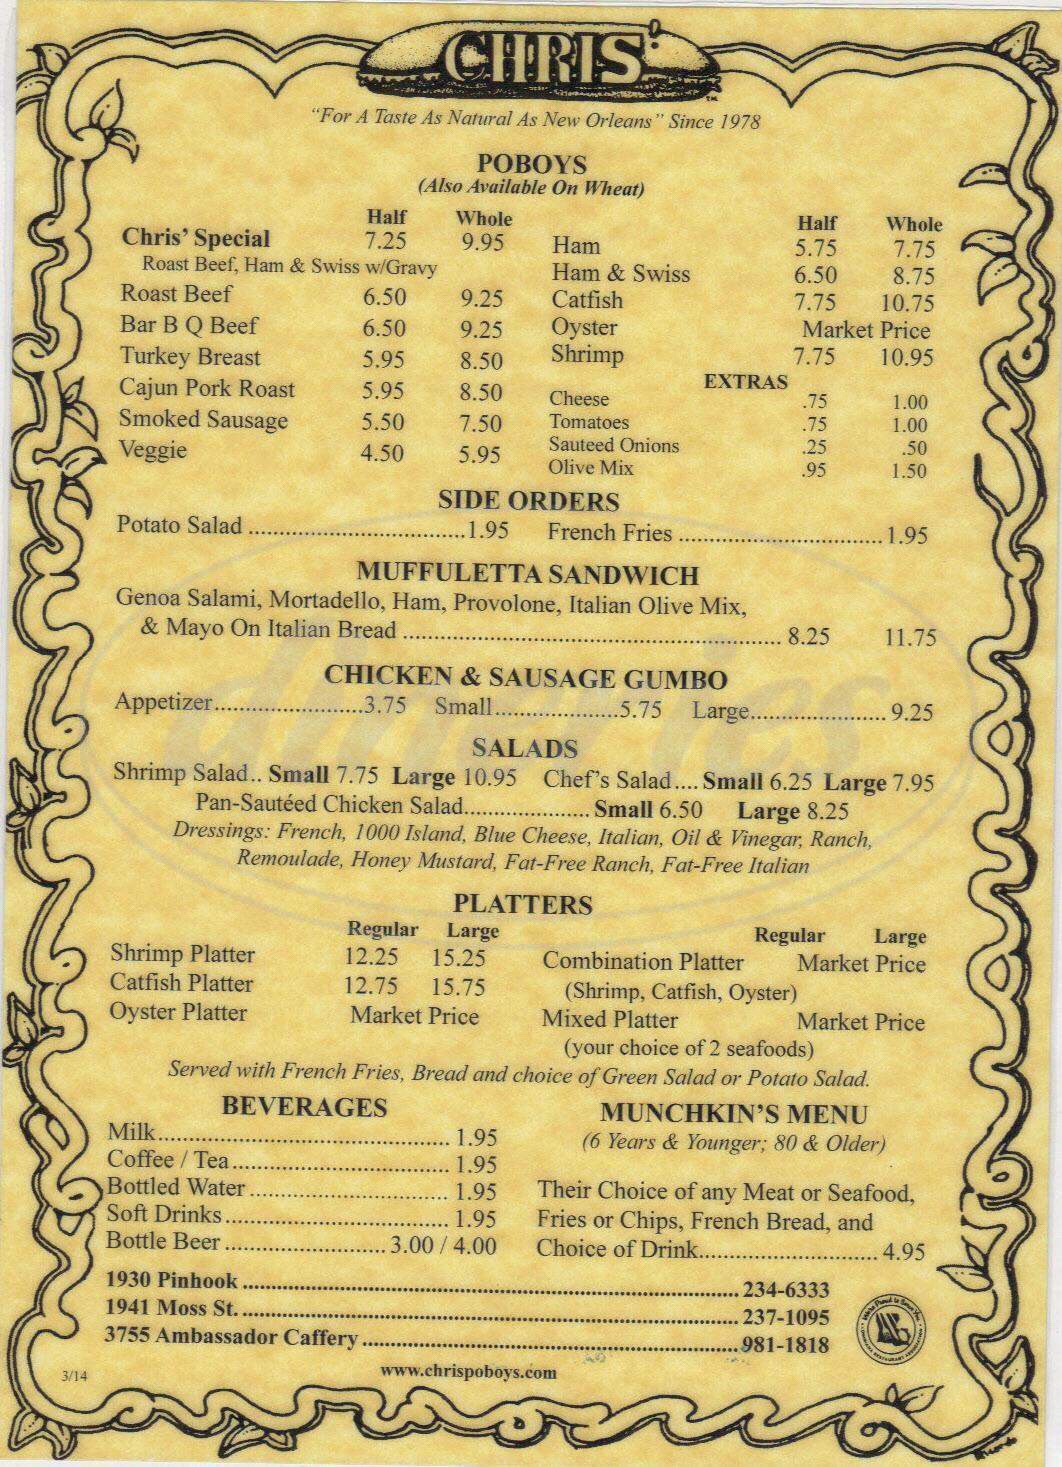 CHRIS'
"For A Taste As Natural As New Orleans" Since 1978
POBOYS
(Also Available On Wheat)
Half Whole
Chris' Special 7.25 9.95
Roast Beef, Ham & Swiss w/Gravy
Roast Beef 6.50 9.25
Bar B Q Beef 6.50 9.25
Turkey Breast 5.95 8.50
Cajun Pork Roast 5.95 8.50
Smoked Sausage 5.50 7.50
Veggie 4.50 5.95
Half Whole
Ham 5.75 7.75
Ham & Swiss 6.50 8.75
Catfish 7.75 10.75
Oyster Market Price
Shrimp 7.75 10.95
EXTRAS
Cheese .75 1.00
Tomatoes .75 1.00
Sauteed Onions .25 .50
Olive Mix .95 1.50
SIDE ORDERS
Potato Salad ................................1.95 French Fries .............................. 1.95
MUFFULETTA SANDWICH
Genoa Salami, Mortadello, Ham, Provolone, Italian Olive Mix,
& Mayo On Italian Bread ........................................................ 8.25 11.75
CHICKEN & SAUSAGE GUMBO
Appetizer......................3.75 Small...................5.75 Large.................... 9.25
SALADS
Shrimp Salad.. Small 7.75 Large 10.95 Chef's Salad.... Small 6.25 Large 7.95
Pan-Sautéed Chicken Salad................... Small 6.50 Large 8.25
Dressings: French, 1000 Island, Blue Cheese, Italian, Oil & Vinegar, Ranch,
Remoulade, Honey Mustard, Fat-Free Ranch, Fat-Free Italian
PLATTERS
Regular Large
Shrimp Platter 12.25 15.25
Catfish Platter 12.75 15.75
Oyster Platter Market Price
Regular Large
Combination Platter Market Price
(Shrimp, Catfish, Oyster)
Mixed Platter Market Price
(your choice of 2 seafoods)
Served with French Fries, Bread and choice of Green Salad or Potato Salad.
BEVERAGES
Milk........................................... 1.95
Coffee / Tea................................ 1.95
Bottled Water ............................. 1.95
Soft Drinks................................. 1.95
Bottle Beer ........................ 3.00 / 4.00
MUNCHKIN'S MENU
(6 Years & Younger; 80 & Older)
Their Choice of any Meat or Seafood,
Fries or Chips, French Bread, and
Choice of Drink.......................... 4.95
1930 Pinhook ........................................................................ 234-6333
1941 Moss St. ........................................................................ 237-1095
3755 Ambassador Caffery ......................................................981-1818
3/14
www.chrispoboys.com